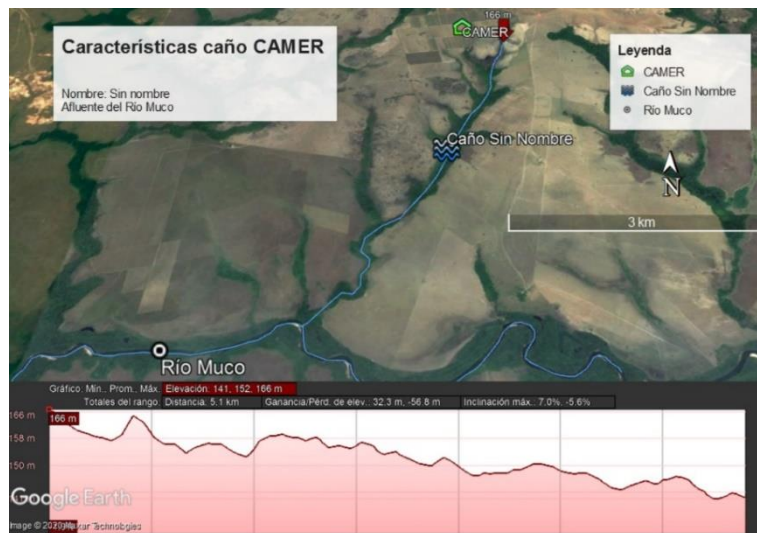 Características caño CAMER
Nombre: Sin nombre
Afluente del Río Muco
166 m
CAMER
Leyenda
CAMER
Caño Sin Nombre
Río Muco
Caño Sin Nombre
N
3 km
Río Muco
Gráfico: Mín., Prom., Máx. Elevación: 141, 152, 166 m
Totales del rango: Distancia: 5,1 km Ganancia/Pérd. de elev.: 32,3 m, -56,8 m Inclinación máx.: 7,0%, -5,6%
166 m
166 m
158 m
150 m
Google Earth
Image © 2020 Maxar Technologies